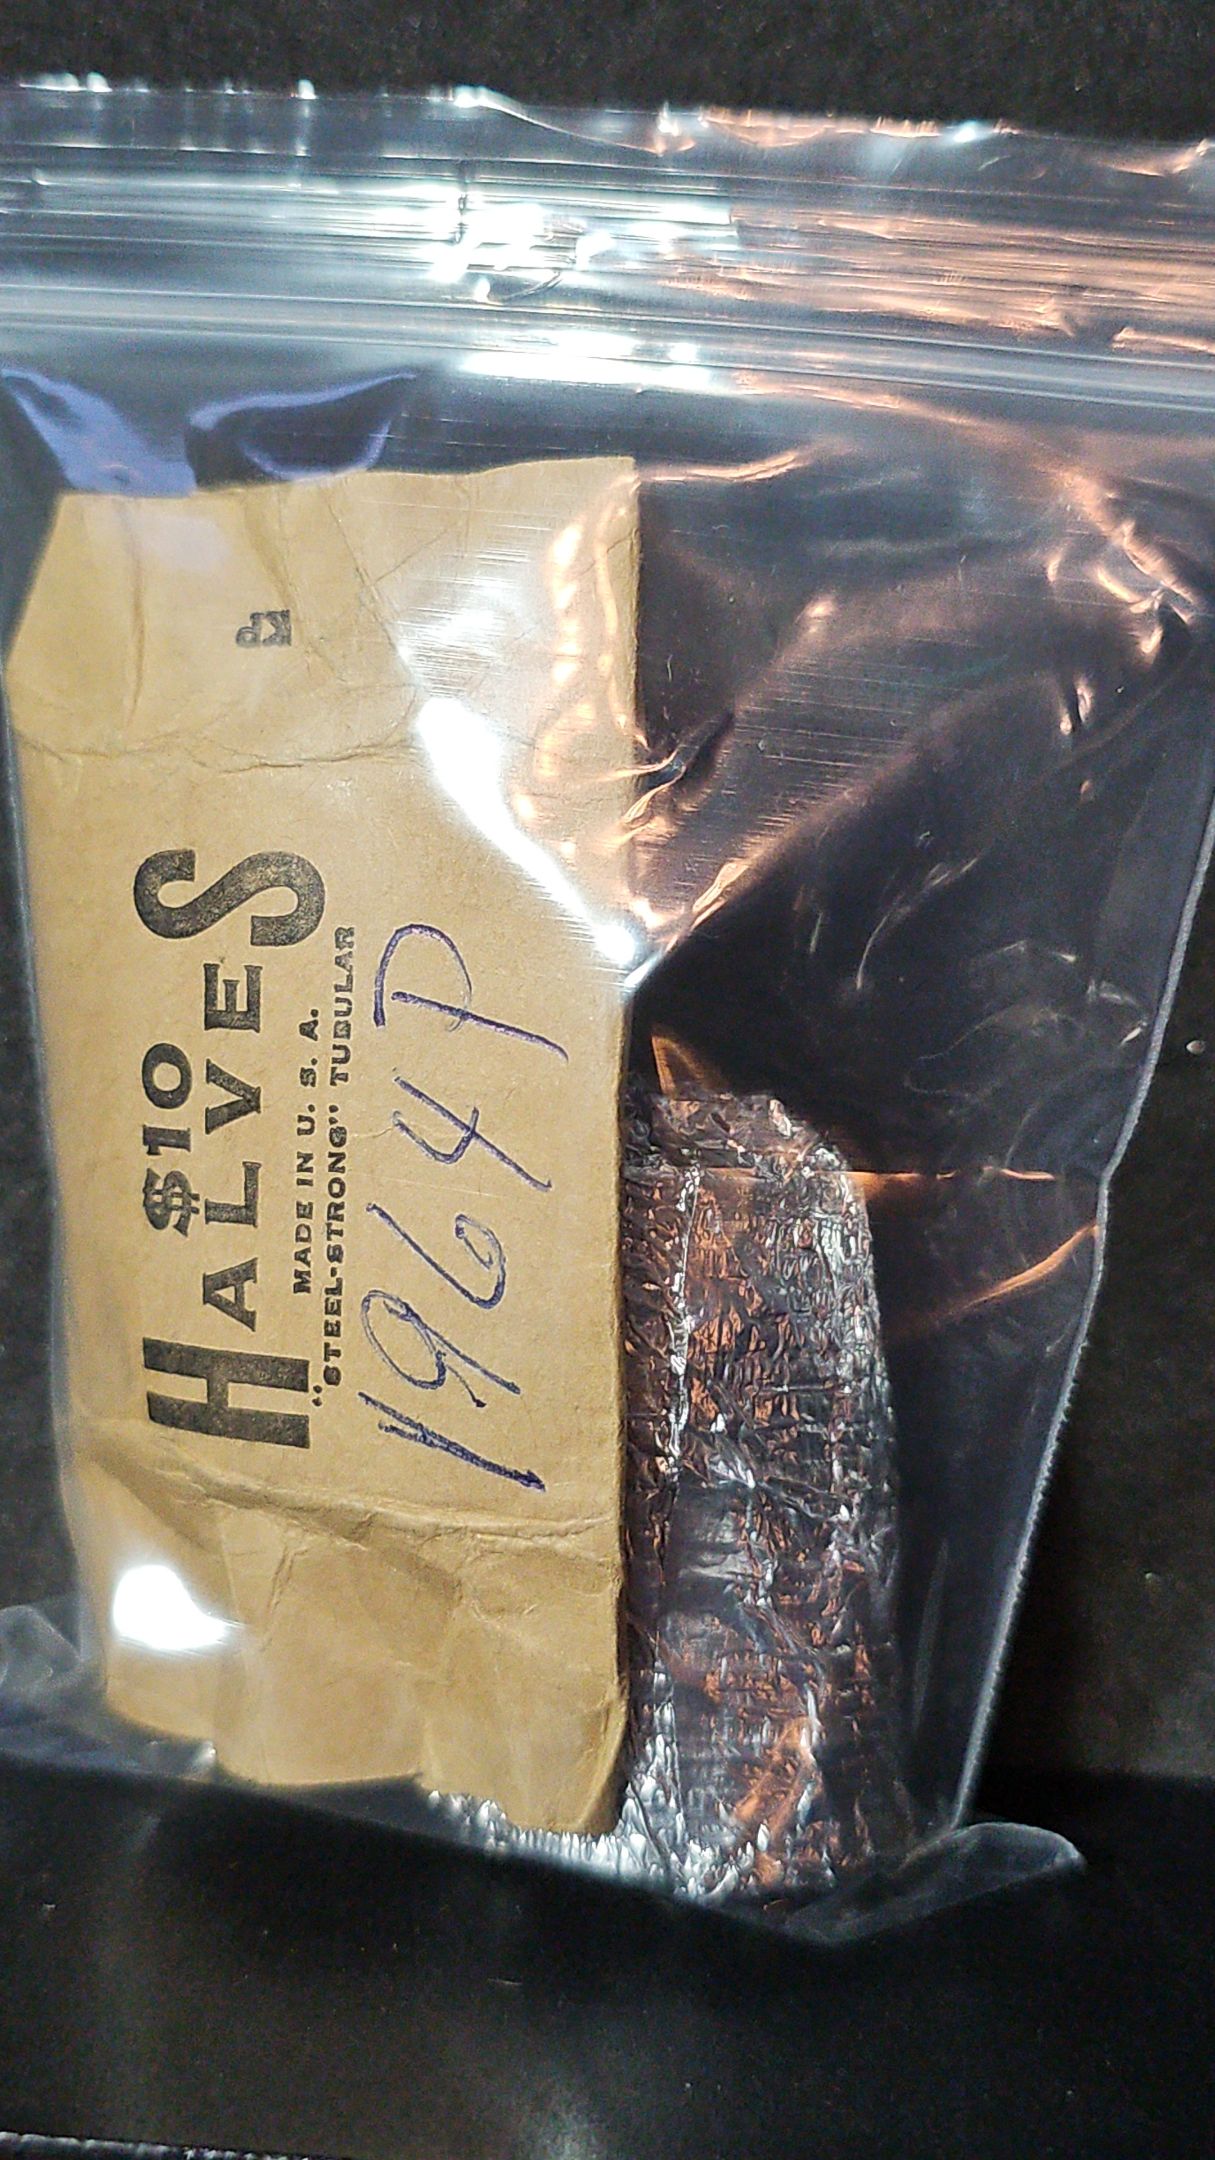 $10
HALVES
MADE IN U. S. A.
"STEEL-STRONG" TUBULAR
1964P